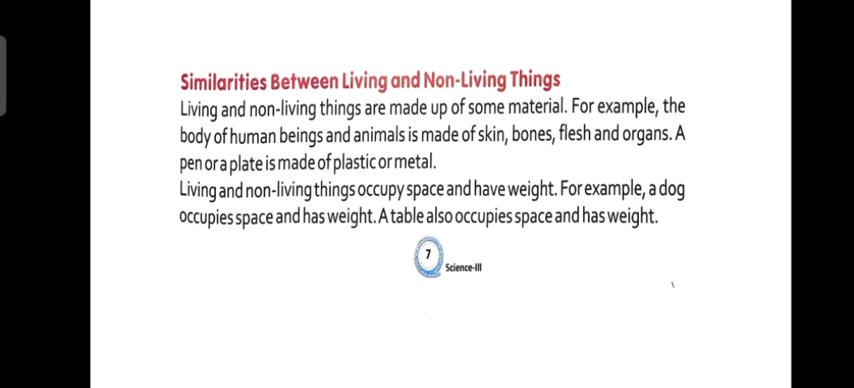 Similarities Between Living and Non-Living Things
Living and non-living things are made up of some material. For example, the
body of human beings and animals is made of skin, bones, flesh and organs. A
pen or a plate is made of plastic or metal.
Living and non-living things occupy space and have weight. For example, a dog
occupies space and has weight. A table also occupies space and has weight.
7
Science-III